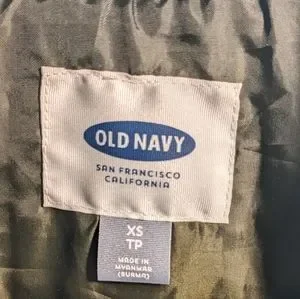 OLD NAVY
SAN FRANCISCO
CALIFORNIA
XS
TP
MADE IN
MYANMAR
(BURMA)